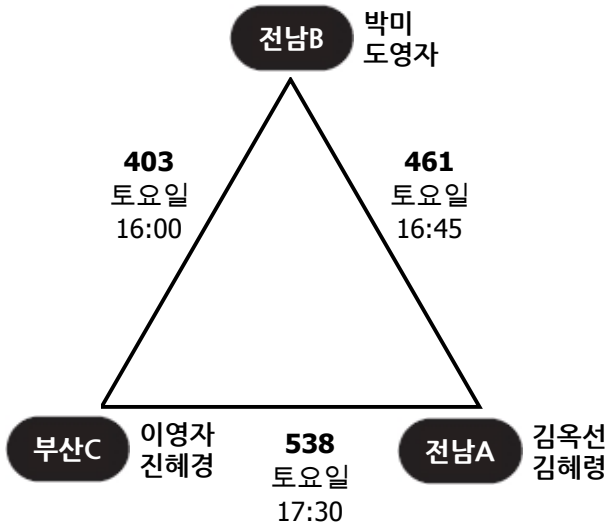 전남B
박미
도영자
403
토요일
16:00
461
토요일
16:45
부산C
이영자
진혜경
538
토요일
17:30
전남A
김옥선
김혜령